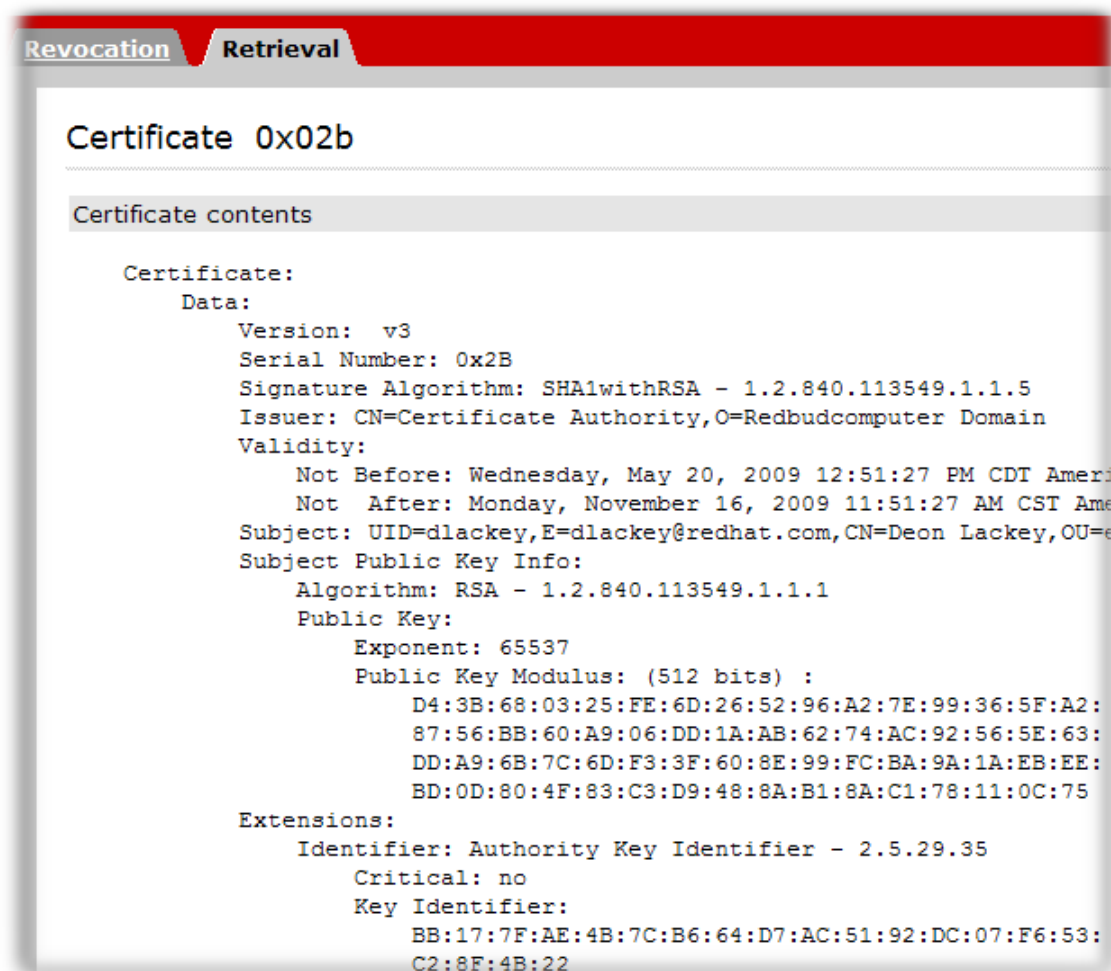 Revocation Retrieval
Certificate 0x02b
Certificate contents
Certificate:
Data:
Version: v3
Serial Number: 0x2B
Signature Algorithm: SHA1withRSA - 1.2.840.113549.1.1.5
Issuer: CN=Certificate Authority,O=Redbudcomputer Domain
Validity:
Not Before: Wednesday, May 20, 2009 12:51:27 PM CDT Ameri
Not After: Monday, November 16, 2009 11:51:27 AM CST Ame
Subject: UID=dlackey,E=dlackey@redhat.com,CN=Deon Lackey,OU=e
Subject Public Key Info:
Algorithm: RSA - 1.2.840.113549.1.1.1
Public Key:
Exponent: 65537
Public Key Modulus: (512 bits) :
D4:3B:68:03:25:FE:6D:26:52:96:A2:7E:99:36:5F:A2:
87:56:BB:60:A9:06:DD:1A:AB:62:74:AC:92:56:5E:63:
DD:A9:6B:7C:6D:F3:3F:60:8E:99:FC:BA:9A:1A:EB:EE:
BD:0D:80:4F:83:C3:D9:48:8A:B1:8A:C1:78:11:0C:75
Extensions:
Identifier: Authority Key Identifier - 2.5.29.35
Critical: no
Key Identifier:
BB:17:7F:AE:4B:7C:B6:64:D7:AC:51:92:DC:07:F6:53:
C2:8F:4B:22